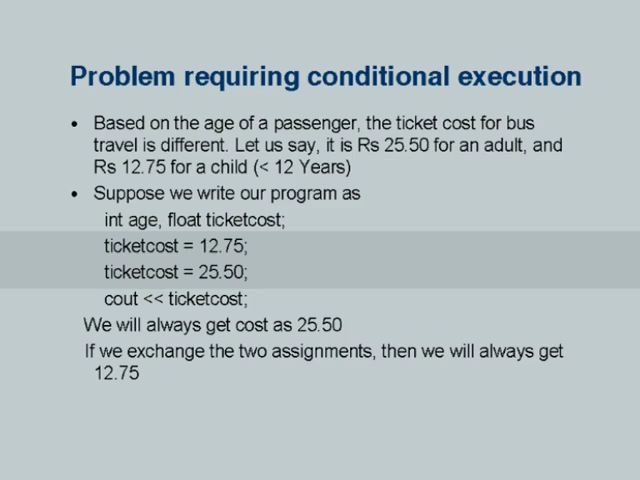 Problem requiring conditional execution
• Based on the age of a passenger, the ticket cost for bus
travel is different. Let us say, it is Rs 25.50 for an adult, and
Rs 12.75 for a child (< 12 Years)
• Suppose we write our program as
int age, float ticketcost;
ticketcost = 12.75;
ticketcost = 25.50;
cout << ticketcost;
We will always get cost as 25.50
If we exchange the two assignments, then we will always get
12.75